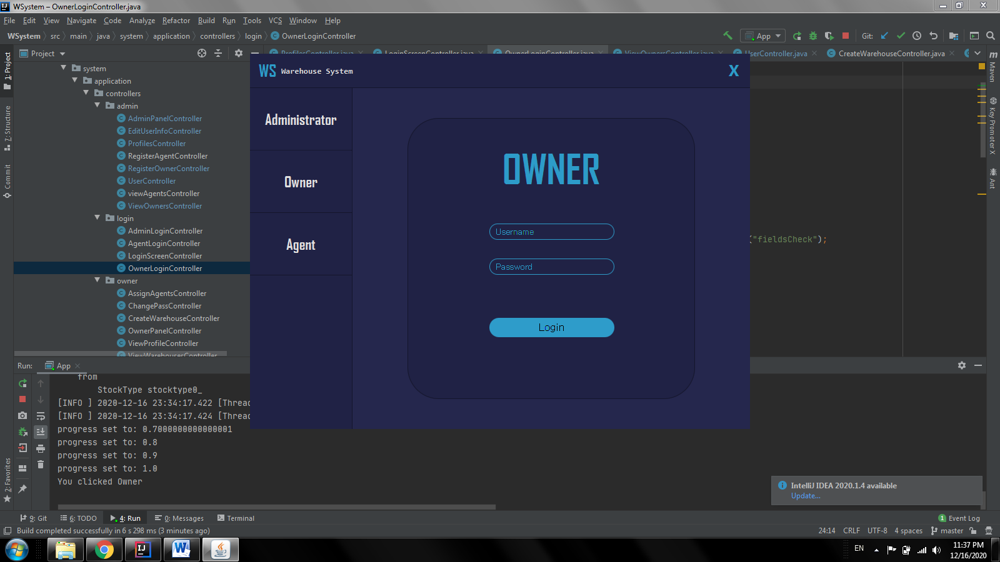 WSystem – OwnerLoginController.java
File Edit View Navigate Code Analyze Refactor Build Run Tools VCS Window Help
WSystem src main java system application controllers login OwnerLoginController
App Git:
Project
ProfilesController.java LoginScreenController.java OwnerLoginController.java ViewOwnersController.java UserController.java CreateWarehouseController.java
1: Project
7: Structure
Commit
2: Favorites
system
application
controllers
admin
AdminPanelController
EditUserInfoController
ProfilesController
RegisterAgentController
RegisterOwnerController
UserController
viewAgentsController
ViewOwnersController
login
AdminLoginController
AgentLoginController
LoginScreenController
OwnerLoginController
owner
AssignAgentsController
ChangePassController
CreateWarehouseController
OwnerPanelController
ViewProfileController
ViewWarehousesController
WS Warehouse System X
Administrator
Owner
Agent
OWNER
Username
Password
Login
("fieldsCheck");
Maven
Key Promoter X
Ant
Run: App
from
StockType stocktype0_
[INFO ] 2020-12-16 23:34:17.422 [Threa
[INFO ] 2020-12-16 23:34:17.424 [Threa
progress set to: 0.7000000000000001
progress set to: 0.8
progress set to: 0.9
progress set to: 1.0
You clicked Owner
IntelliJ IDEA 2020.1.4 available
Update...
9: Git 6: TODO 4: Run 0: Messages Terminal 1 Event Log
Build completed successfully in 6 s 298 ms (3 minutes ago) 24:14 CRLF UTF-8 4 spaces master
EN 11:37 PM
12/16/2020